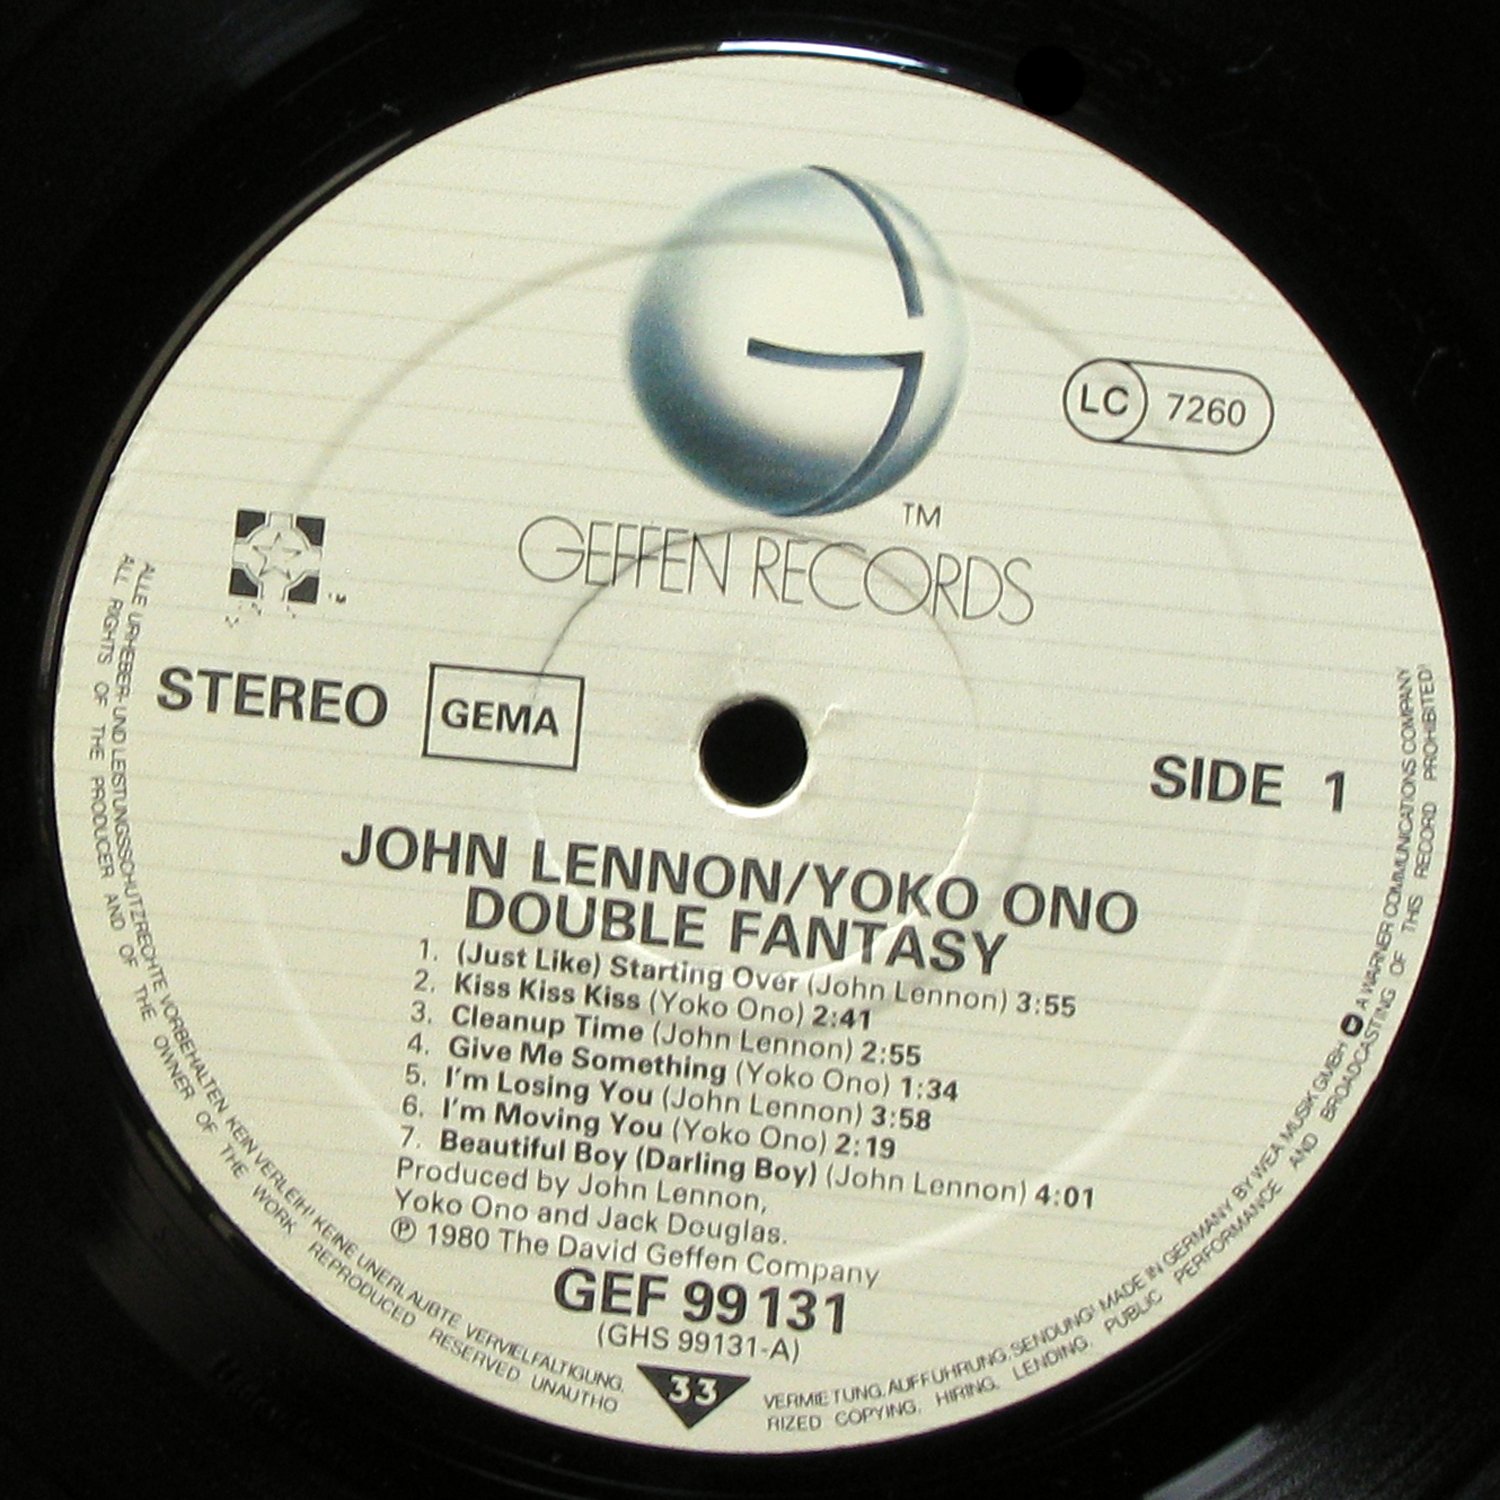 LC 7260
TM
GEFFEN RECORDS
STEREO GEMA
SIDE 1
JOHN LENNON/YOKO ONO
DOUBLE FANTASY
1. (Just Like) Starting Over (John Lennon) 3:55
2. Kiss Kiss Kiss (Yoko Ono) 2:41
3. Cleanup Time (John Lennon) 2:55
4. Give Me Something (Yoko Ono) 1:34
5. I'm Losing You (John Lennon) 3:58
6. I'm Moving You (Yoko Ono) 2:19
7. Beautiful Boy (Darling Boy) (John Lennon) 4:01
Produced by John Lennon,
Yoko Ono and Jack Douglas.
℗ 1980 The David Geffen Company
GEF 99131
(GHS 99131-A)
33
ALLE URHEBER- UND LEISTUNGSSCHUTZRECHTE VORBEHALTEN KEIN VERLEIH! KEINE UNERLAUBTE VERVIELFÄLTIGUNG, VERMIETUNG, AUFFÜHRUNG, SENDUNG! MADE IN GERMANY BY WEA MUSIK GMBH A WARNER COMMUNICATIONS COMPANY
ALL RIGHTS OF THE PRODUCER AND OF THE OWNER OF THE WORK REPRODUCED RESERVED UNAUTHORIZED COPYING, HIRING, LENDING, PUBLIC PERFORMANCE AND BROADCASTING OF THIS RECORD PROHIBITED!